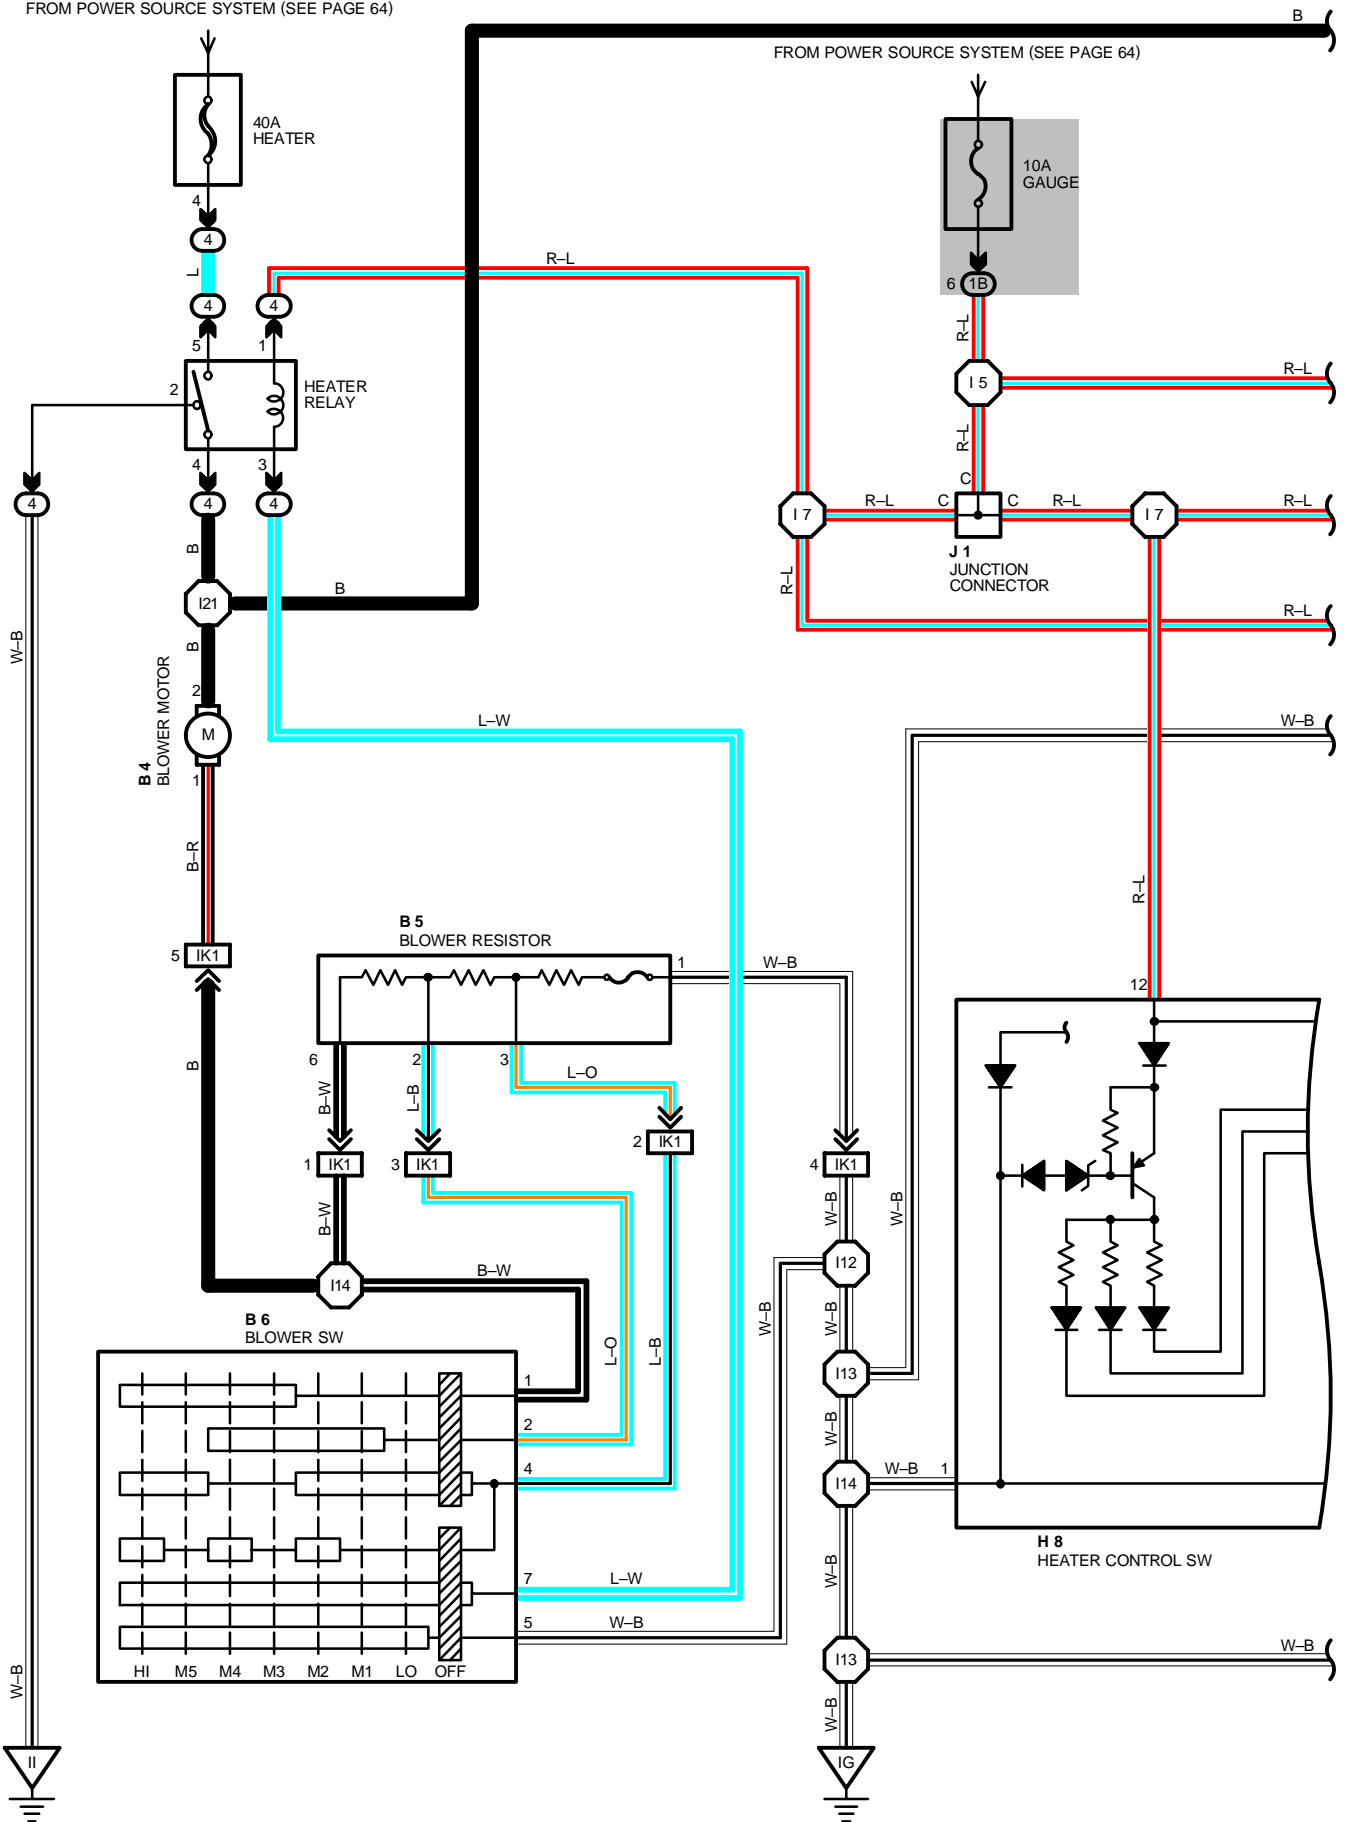 FROM POWER SOURCE SYSTEM (SEE PAGE 64)
B
FROM POWER SOURCE SYSTEM (SEE PAGE 64)
40A
HEATER
10A
GAUGE
4
4
L
R–L
6
1B
4
4
R–L
5
1
2
HEATER
RELAY
I 5
R–L
R–L
4
3
C
4
4
4
I 7
R–L
C
C
R–L
I 7
R–L
J 1
JUNCTION
CONNECTOR
B
R–L
I21
B
R–L
W–B
B
2
B 4
BLOWER MOTOR
M
1
L–W
W–B
B–R
R–L
B 5
BLOWER RESISTOR
5
IK1
1
W–B
12
B
6
2
3
L–O
B–W
L–B
2
IK1
1
IK1
3
IK1
4
IK1
B–W
W–B
W–B
I14
B–W
I12
B 6
BLOWER SW
L–O
L–B
W–B
W–B
1
I13
2
W–B
4
I14
W–B
1
H 8
HEATER CONTROL SW
7
L–W
W–B
5
W–B
I13
W–B
HI
M5
M4
M3
M2
M1
LO
OFF
W–B
W–B
II
IG